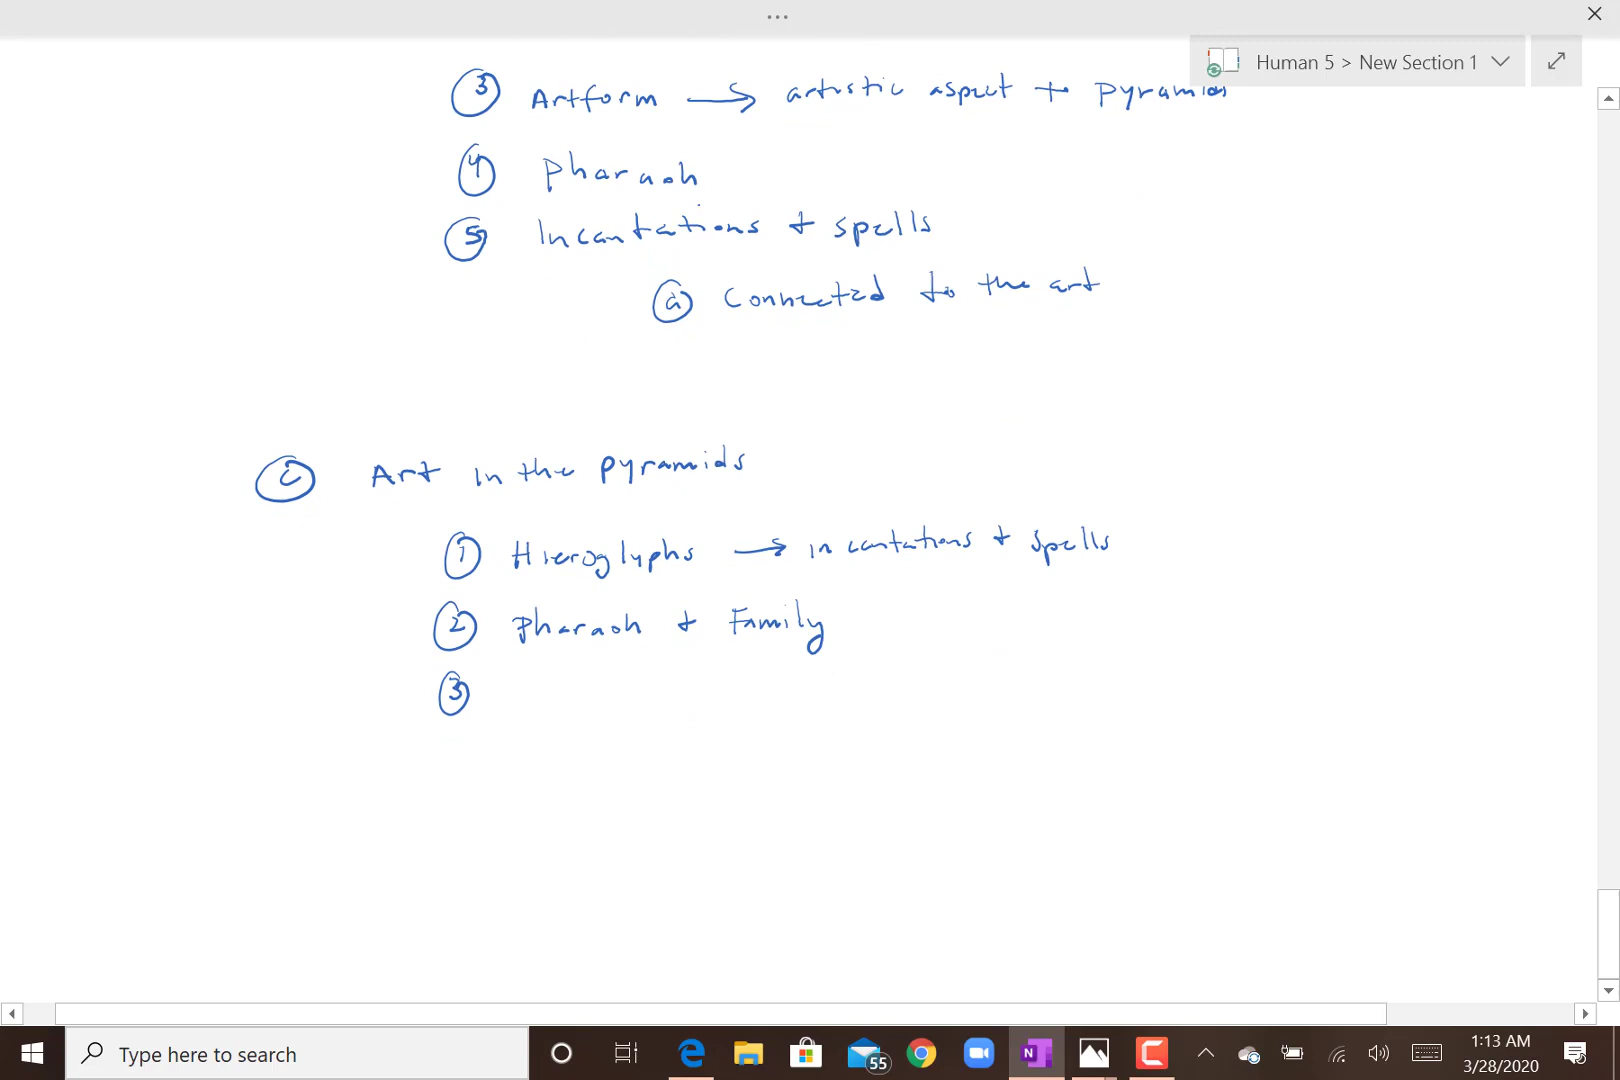 Human 5 > New Section 1
3 Artform → artistic aspect to pyramids
4 Pharaoh
5 Incantations + spells
a Connected to the art
C Art in the pyramids
1 Hieroglyphs → incantations + spells
2 Pharaoh + Family
3
Type here to search
55
N
1:13 AM
3/28/2020